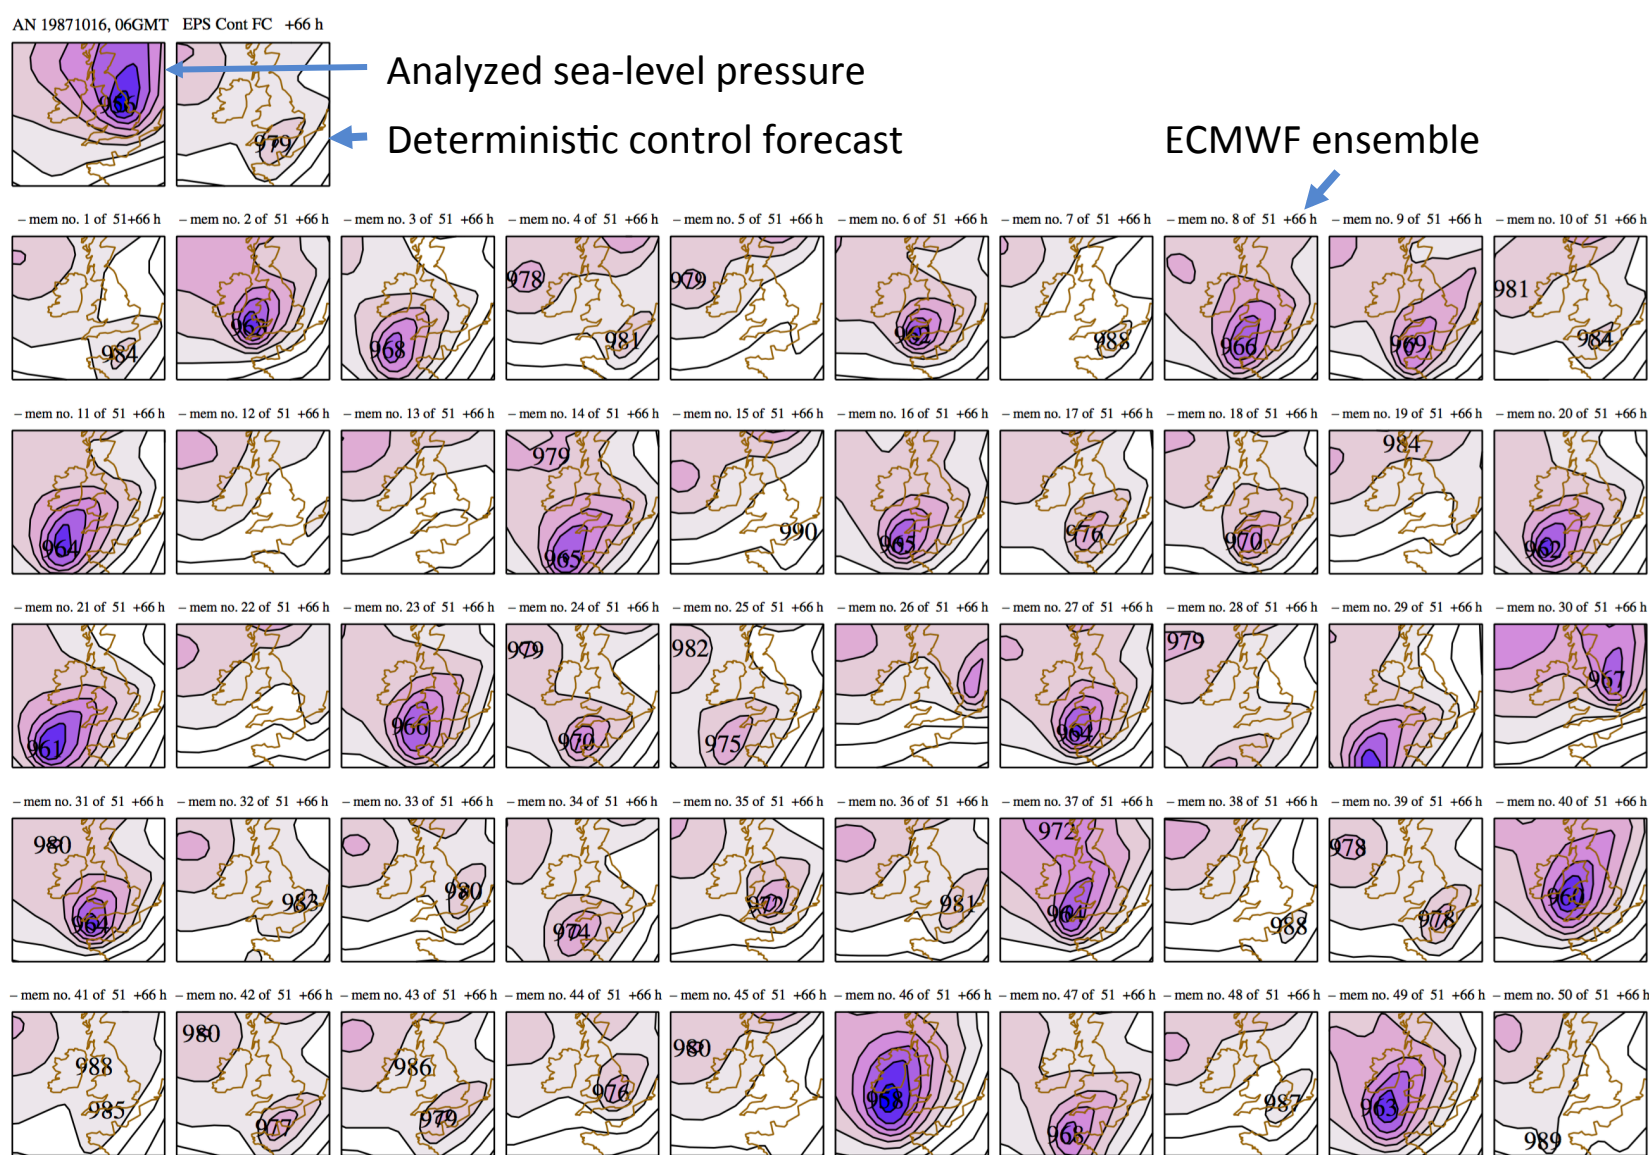 AN 19871016, 06GMT EPS Cont FC +66 h
Analyzed sea-level pressure
Deterministic control forecast
ECMWF ensemble
979
– mem no. 1 of 51+66 h – mem no. 2 of 51 +66 h – mem no. 3 of 51 +66 h – mem no. 4 of 51 +66 h – mem no. 5 of 51 +66 h – mem no. 6 of 51 +66 h – mem no. 7 of 51 +66 h – mem no. 8 of 51 +66 h – mem no. 9 of 51 +66 h – mem no. 10 of 51 +66 h
978 979 981
984 968 981 988 966 969 984
– mem no. 11 of 51 +66 h – mem no. 12 of 51 +66 h – mem no. 13 of 51 +66 h – mem no. 14 of 51 +66 h – mem no. 15 of 51 +66 h – mem no. 16 of 51 +66 h – mem no. 17 of 51 +66 h – mem no. 18 of 51 +66 h – mem no. 19 of 51 +66 h – mem no. 20 of 51 +66 h
979 984
964 965 990 965 976 970 962
– mem no. 21 of 51 +66 h – mem no. 22 of 51 +66 h – mem no. 23 of 51 +66 h – mem no. 24 of 51 +66 h – mem no. 25 of 51 +66 h – mem no. 26 of 51 +66 h – mem no. 27 of 51 +66 h – mem no. 28 of 51 +66 h – mem no. 29 of 51 +66 h – mem no. 30 of 51 +66 h
979 982 979 967
961 966 970 975 964
– mem no. 31 of 51 +66 h – mem no. 32 of 51 +66 h – mem no. 33 of 51 +66 h – mem no. 34 of 51 +66 h – mem no. 35 of 51 +66 h – mem no. 36 of 51 +66 h – mem no. 37 of 51 +66 h – mem no. 38 of 51 +66 h – mem no. 39 of 51 +66 h – mem no. 40 of 51 +66 h
980 972 978
964 983 980 974 972 981 964 988 978 960
– mem no. 41 of 51 +66 h – mem no. 42 of 51 +66 h – mem no. 43 of 51 +66 h – mem no. 44 of 51 +66 h – mem no. 45 of 51 +66 h – mem no. 46 of 51 +66 h – mem no. 47 of 51 +66 h – mem no. 48 of 51 +66 h – mem no. 49 of 51 +66 h – mem no. 50 of 51 +66 h
988 980 986 980
985 977 979 976 958 968 987 963 989